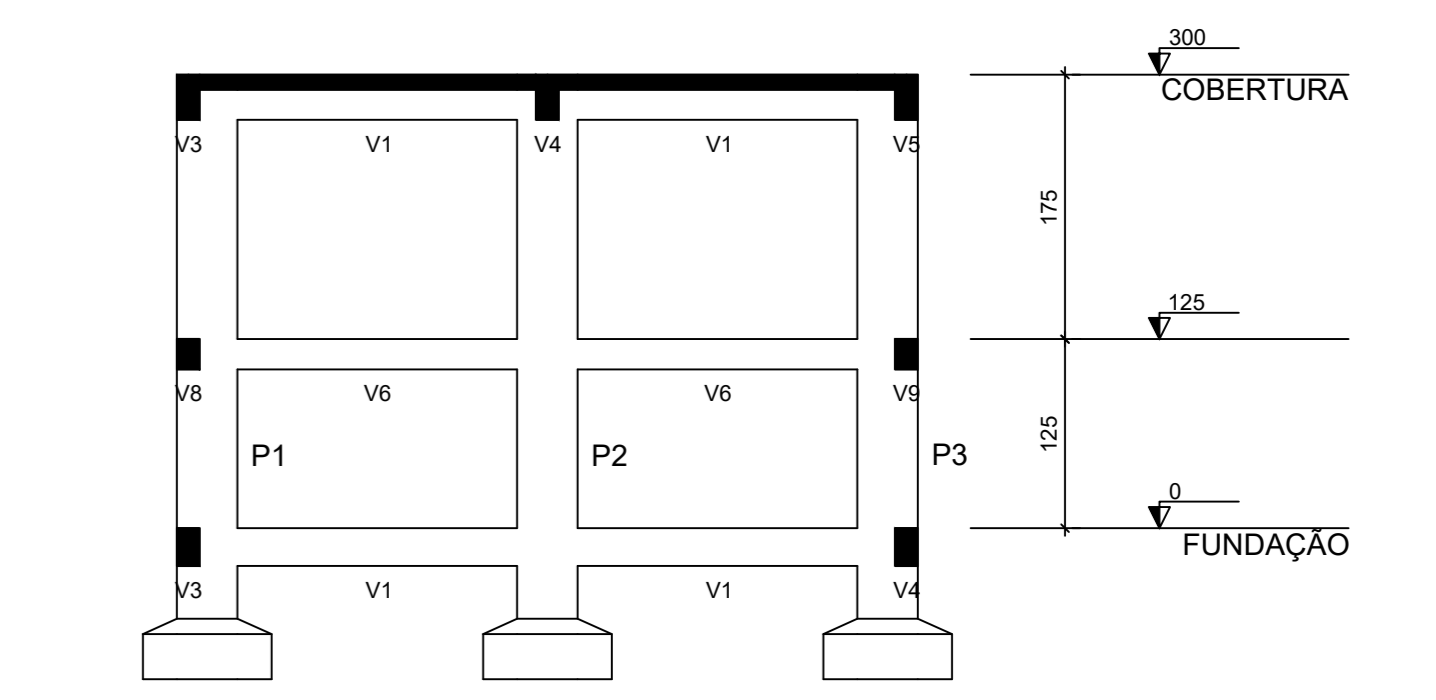 300
COBERTURA
V3 V1 V4 V1 V5
175
125
V8 V6 V6 V9
125
P1 P2 P3
0
FUNDAÇÃO
V3 V1 V1 V4